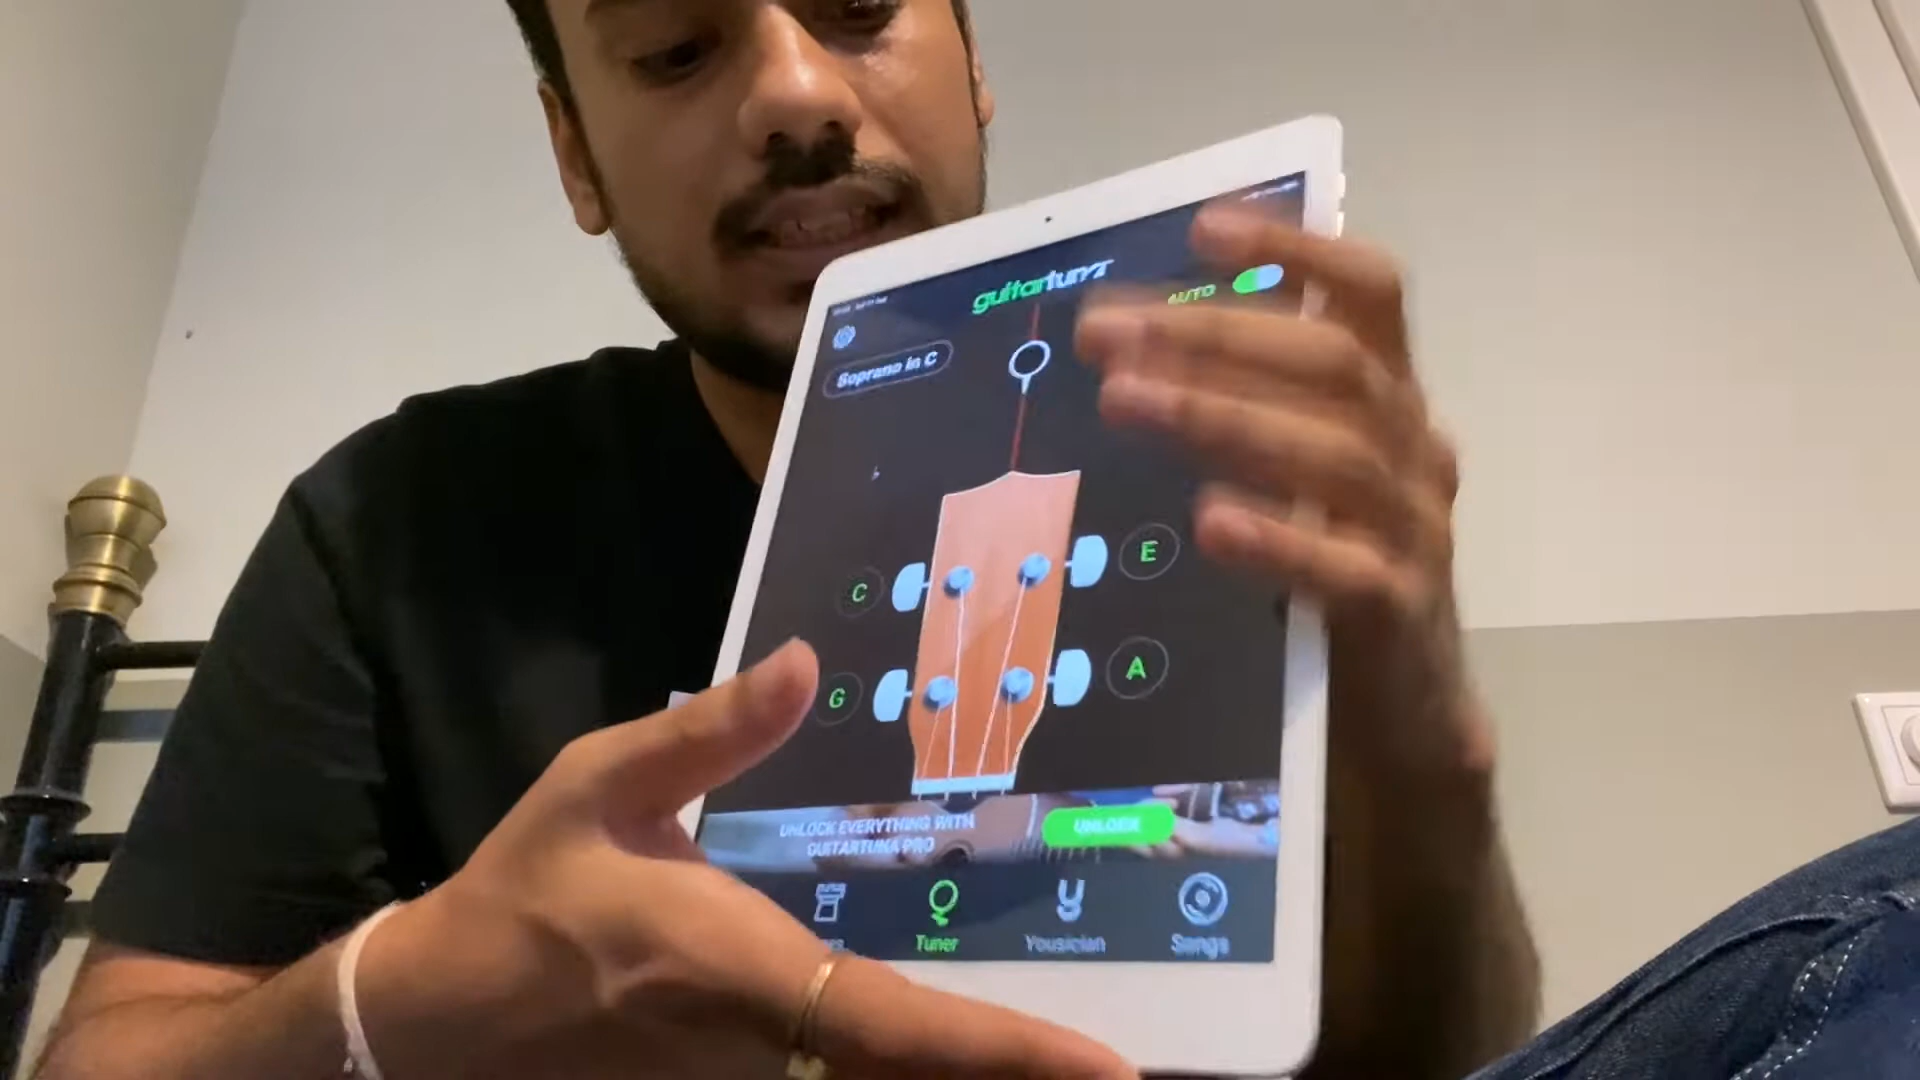 guitartuna
AUTO
Soprano in C
C
E
G
A
UNLOCK EVERYTHING WITH
GUITARTUNA PRO
UNLOCK
Tuner
Yousician
Songs